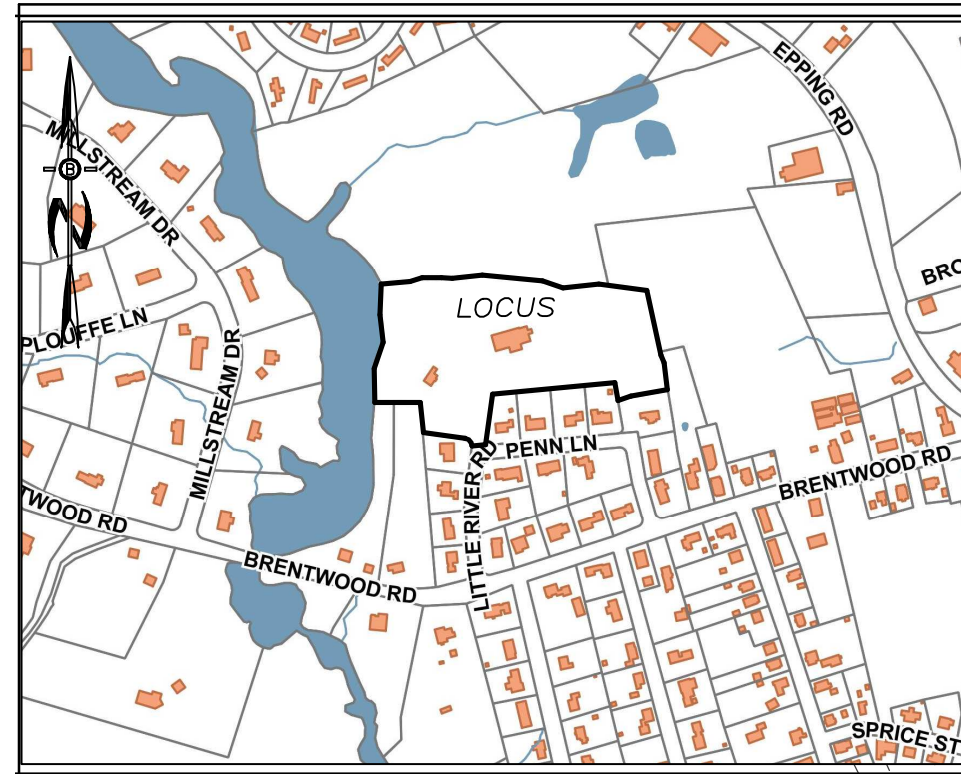 EPPING RD
MILLSTREAM DR
B
BRO
LOCUS
PLOUFFE LN
MILLSTREAM DR
PENN LN
LITTLE RIVER RD
BRENTWOOD RD
TWOOD RD
BRENTWOOD RD
SPRICE ST